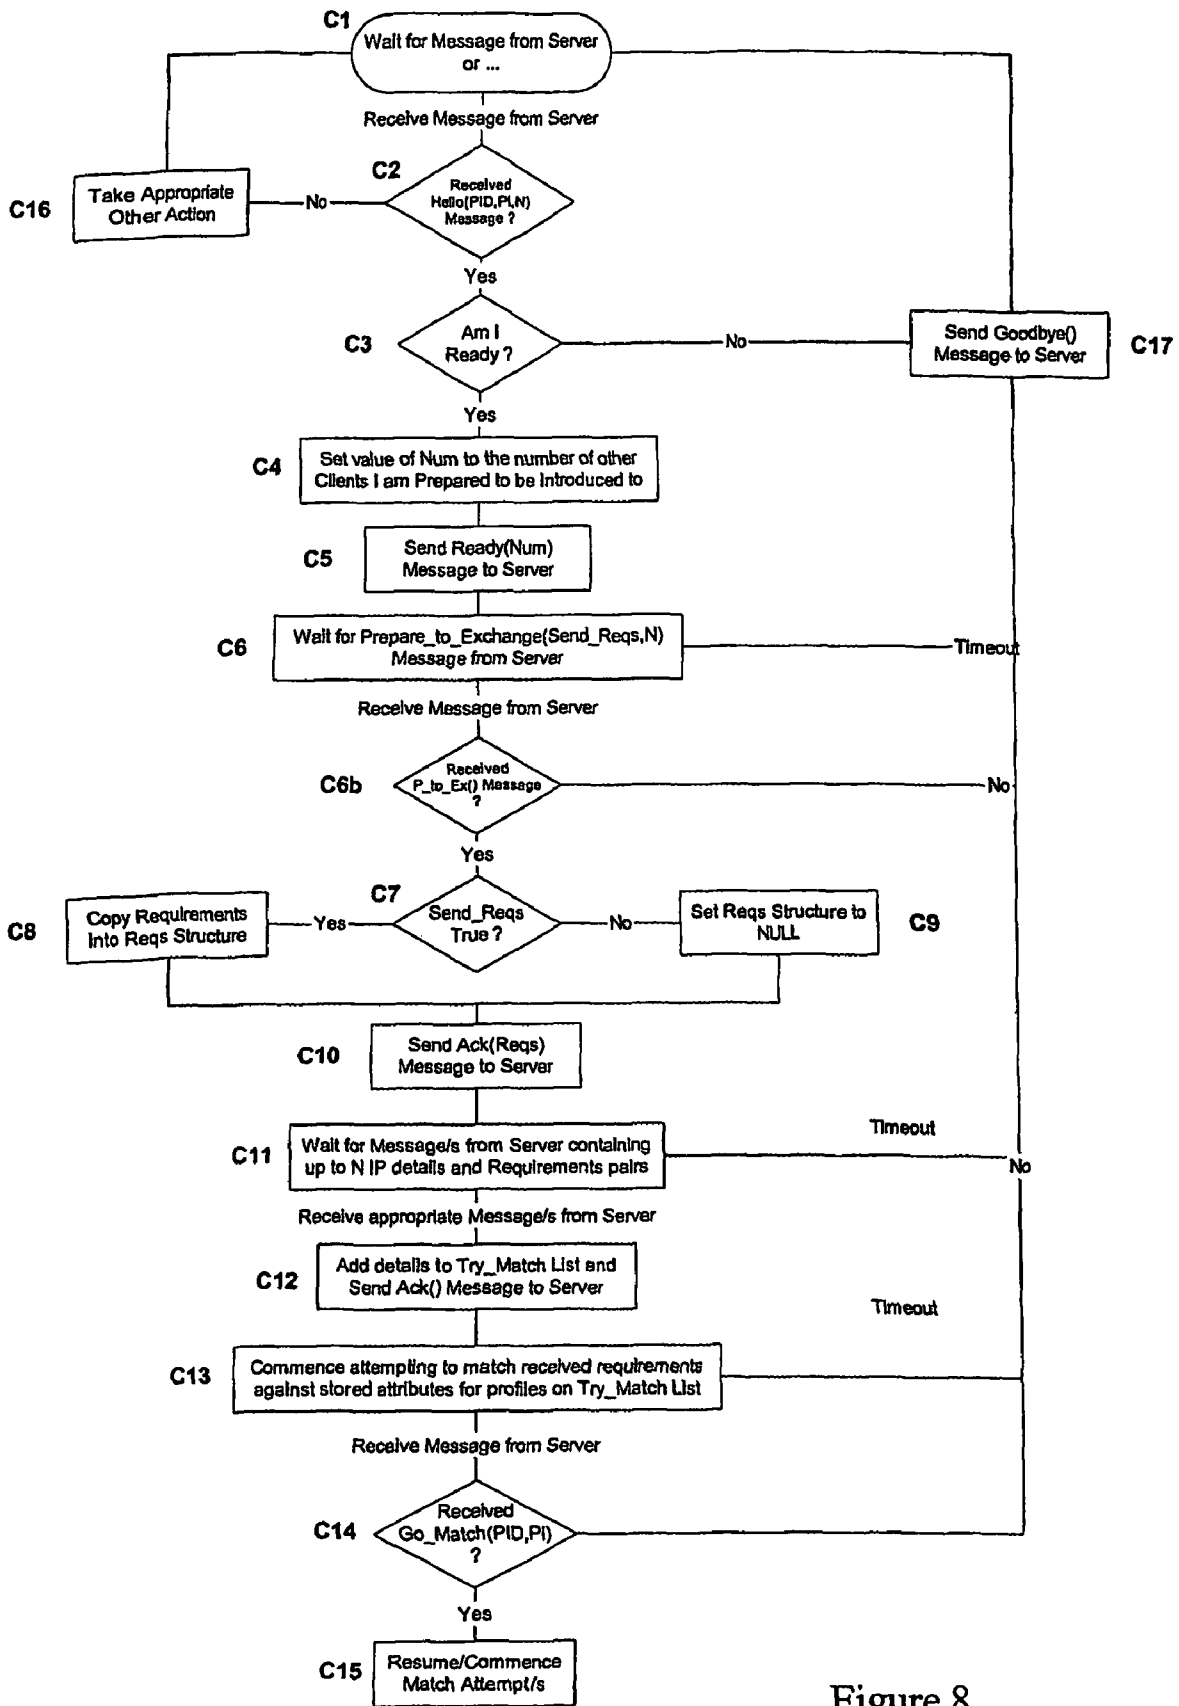 C1
Wait for Message from Server
or ...
Receive Message from Server
C2
Received
Hello(PID,PI,N)
Message ?
No
C16
Take Appropriate
Other Action
Yes
C3
Am I
Ready ?
No
Send Goodbye()
Message to Server
C17
Yes
C4
Set value of Num to the number of other
Clients I am Prepared to be Introduced to
C5
Send Ready(Num)
Message to Server
C6
Wait for Prepare_to_Exchange(Send_Reqs,N)
Message from Server
Timeout
Receive Message from Server
C6b
Received
P_to_Ex() Message
?
No
Yes
C7
Send_Reqs
True ?
C8
Copy Requirements
Into Reqs Structure
Yes
No
Set Reqs Structure to
NULL
C9
C10
Send Ack(Reqs)
Message to Server
C11
Wait for Message/s from Server containing
up to N IP details and Requirements pairs
Timeout
No
Receive appropriate Message/s from Server
C12
Add details to Try_Match List and
Send Ack() Message to Server
Timeout
C13
Commence attempting to match received requirements
against stored attributes for profiles on Try_Match List
Receive Message from Server
C14
Received
Go_Match(PID,PI)
?
Yes
C15
Resume/Commence
Match Attempt/s
Figure 8